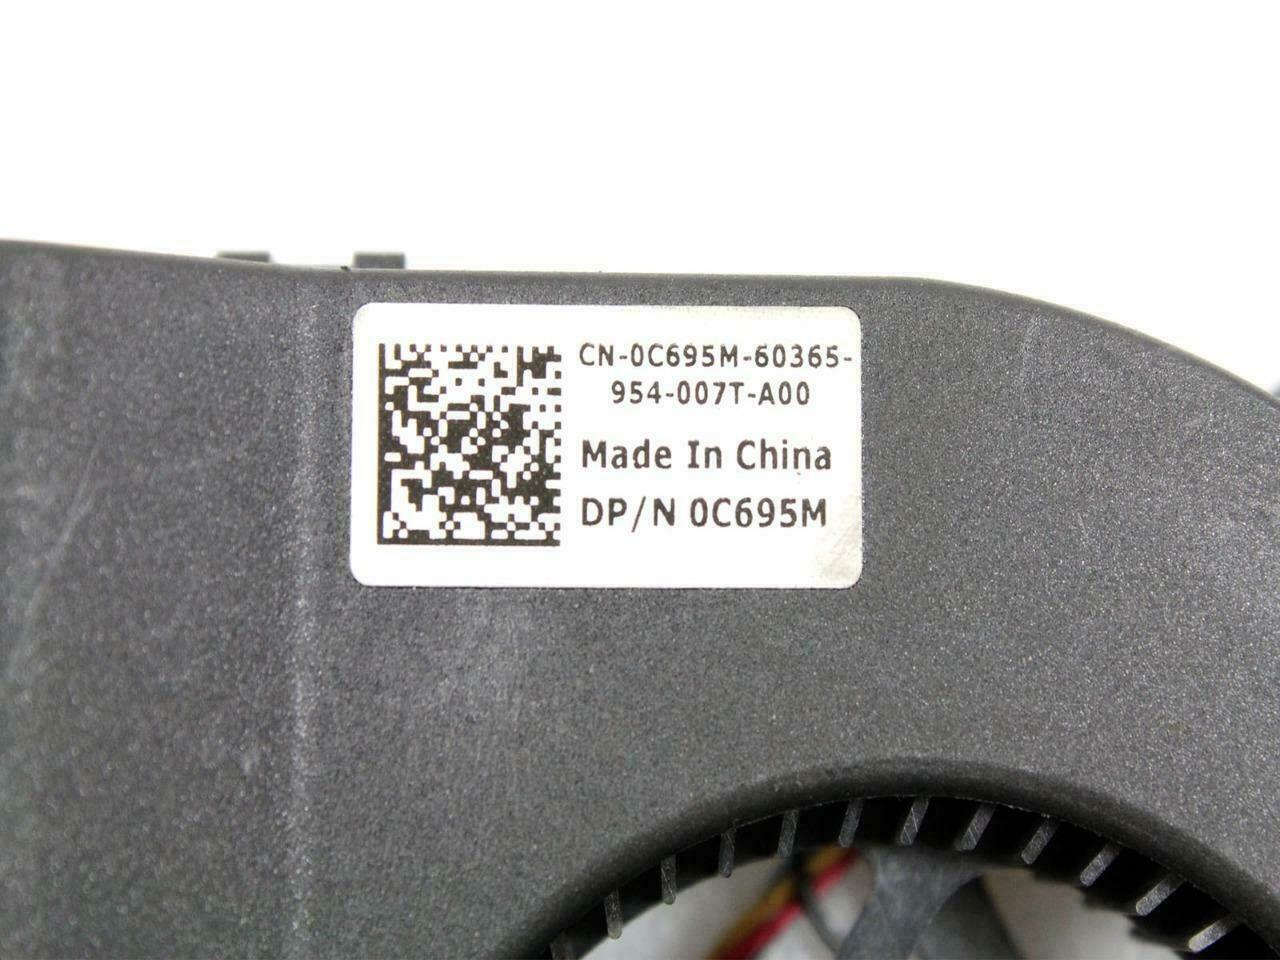 CN-0C695M-60365-
954-007T-A00
Made In China
DP/N 0C695M